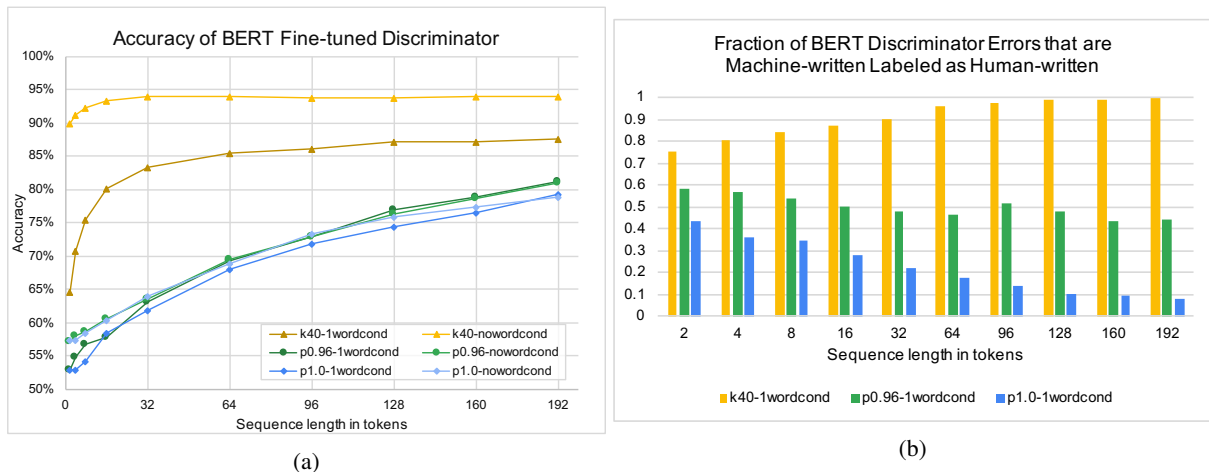 Accuracy of BERT Fine-tuned Discriminator
100%
95%
90%
85%
80%
75%
70%
65%
60%
55%
50%
Accuracy
k40-1wordcond
k40-nowordcond
p0.96-1wordcond
p0.96-nowordcond
p1.0-1wordcond
p1.0-nowordcond
0 32 64 96 128 160 192
Sequence length in tokens
(a)
Fraction of BERT Discriminator Errors that are
Machine-written Labeled as Human-written
1
0.9
0.8
0.7
0.6
0.5
0.4
0.3
0.2
0.1
0
2 4 8 16 32 64 96 128 160 192
Sequence length in tokens
k40-1wordcond p0.96-1wordcond p1.0-1wordcond
(b)